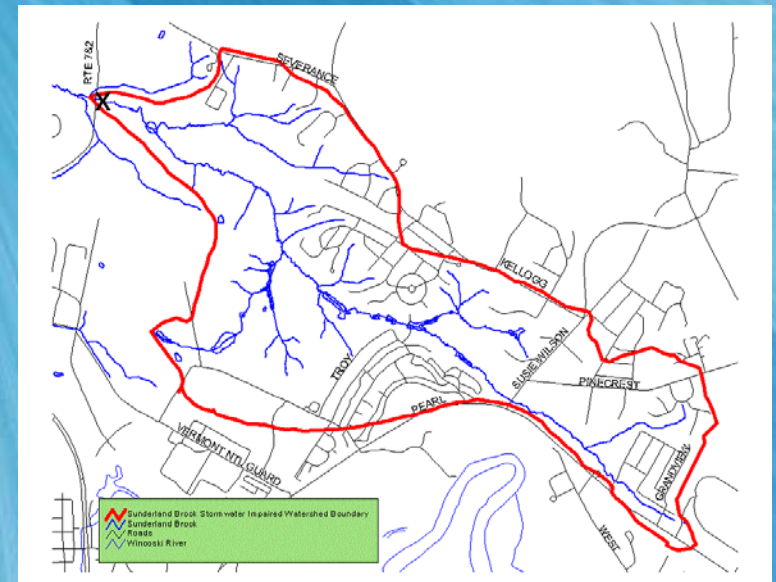 RTE 7&2
SEVERANCE
X
KELLOGG
SUSIE WILSON
PINECREST
TROY
PEARL
GRANDVIEW
VERMONT NTL GUARD
WEST
Sunderland Brook Stormwater Impaired Watershed Boundary
Sunderland Brook
Roads
Winooski River